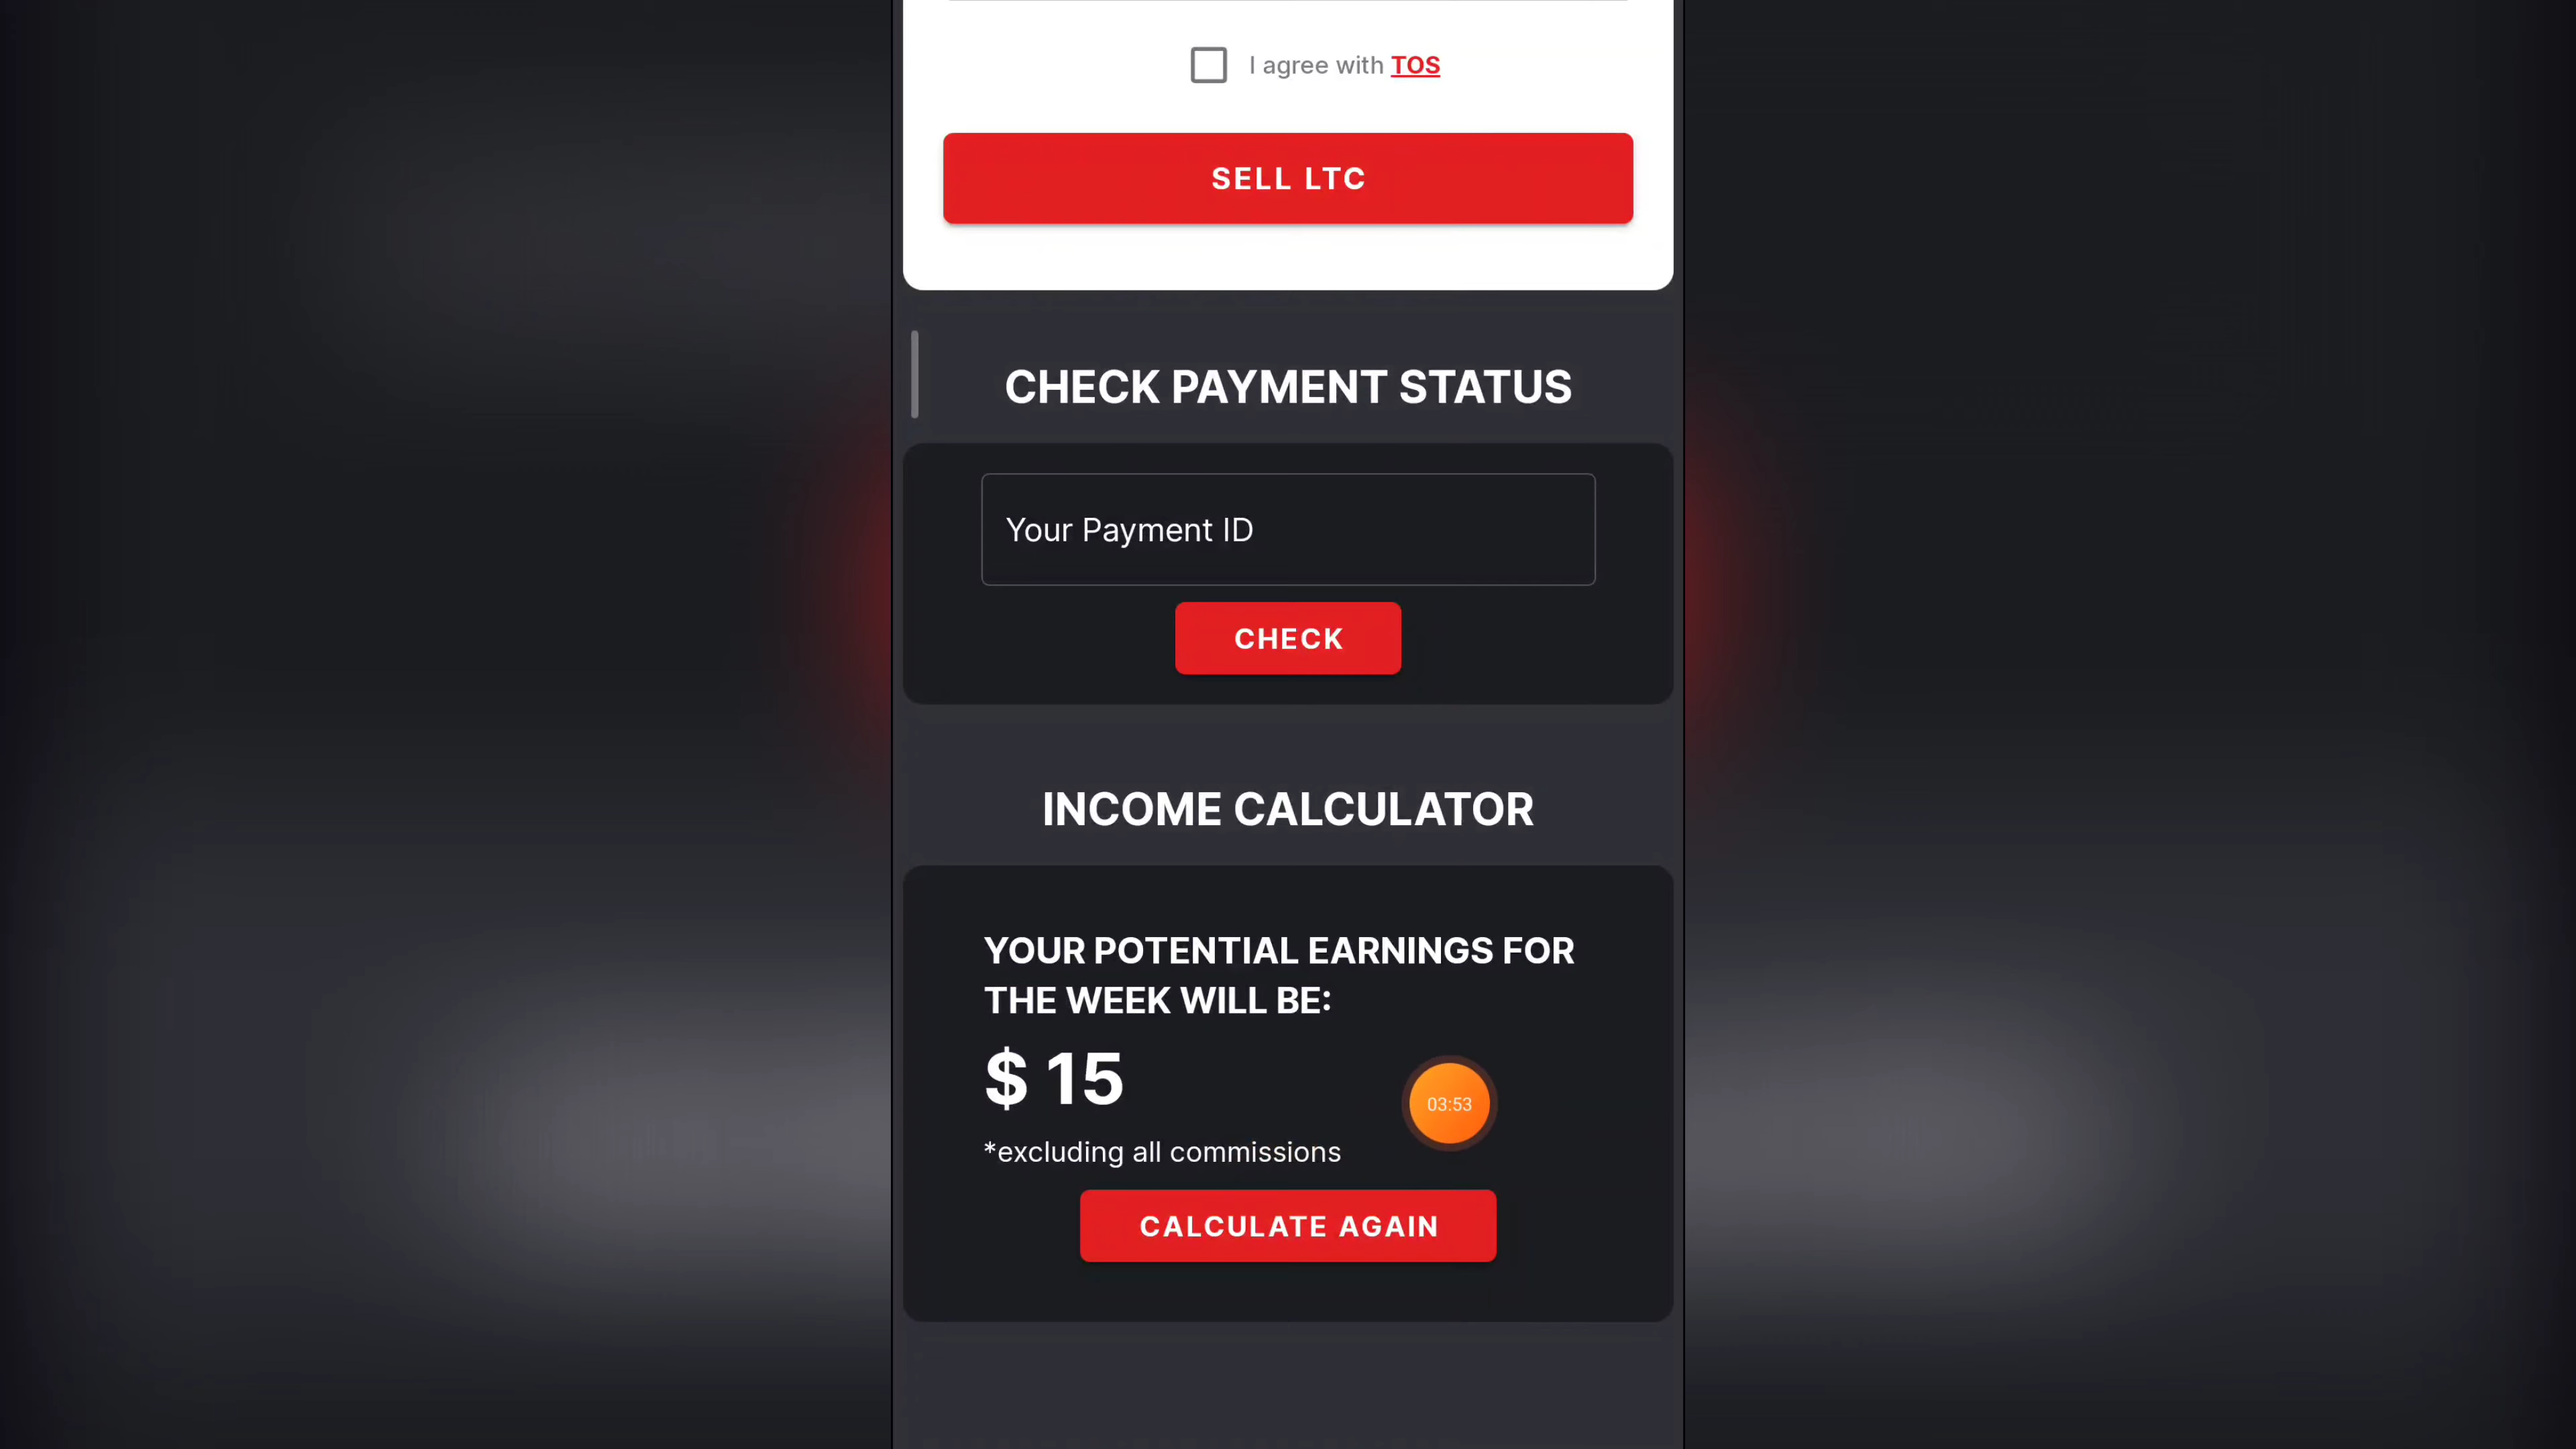 I agree with TOS
SELL LTC
CHECK PAYMENT STATUS
Your Payment ID
CHECK
INCOME CALCULATOR
YOUR POTENTIAL EARNINGS FOR
THE WEEK WILL BE:
$ 15
03:53
*excluding all commissions
CALCULATE AGAIN